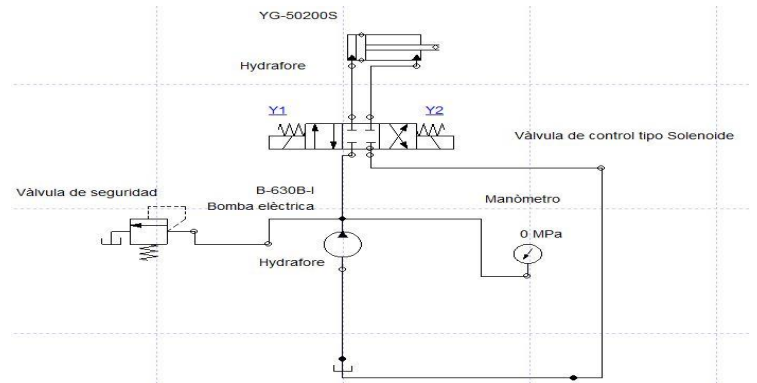 YG-50200S
Hydrafore
Y1
Y2
Vàlvula de control tipo Solenoide
Vàlvula de seguridad
B-630B-I
Bomba elèctrica
Manòmetro
0 MPa
Hydrafore